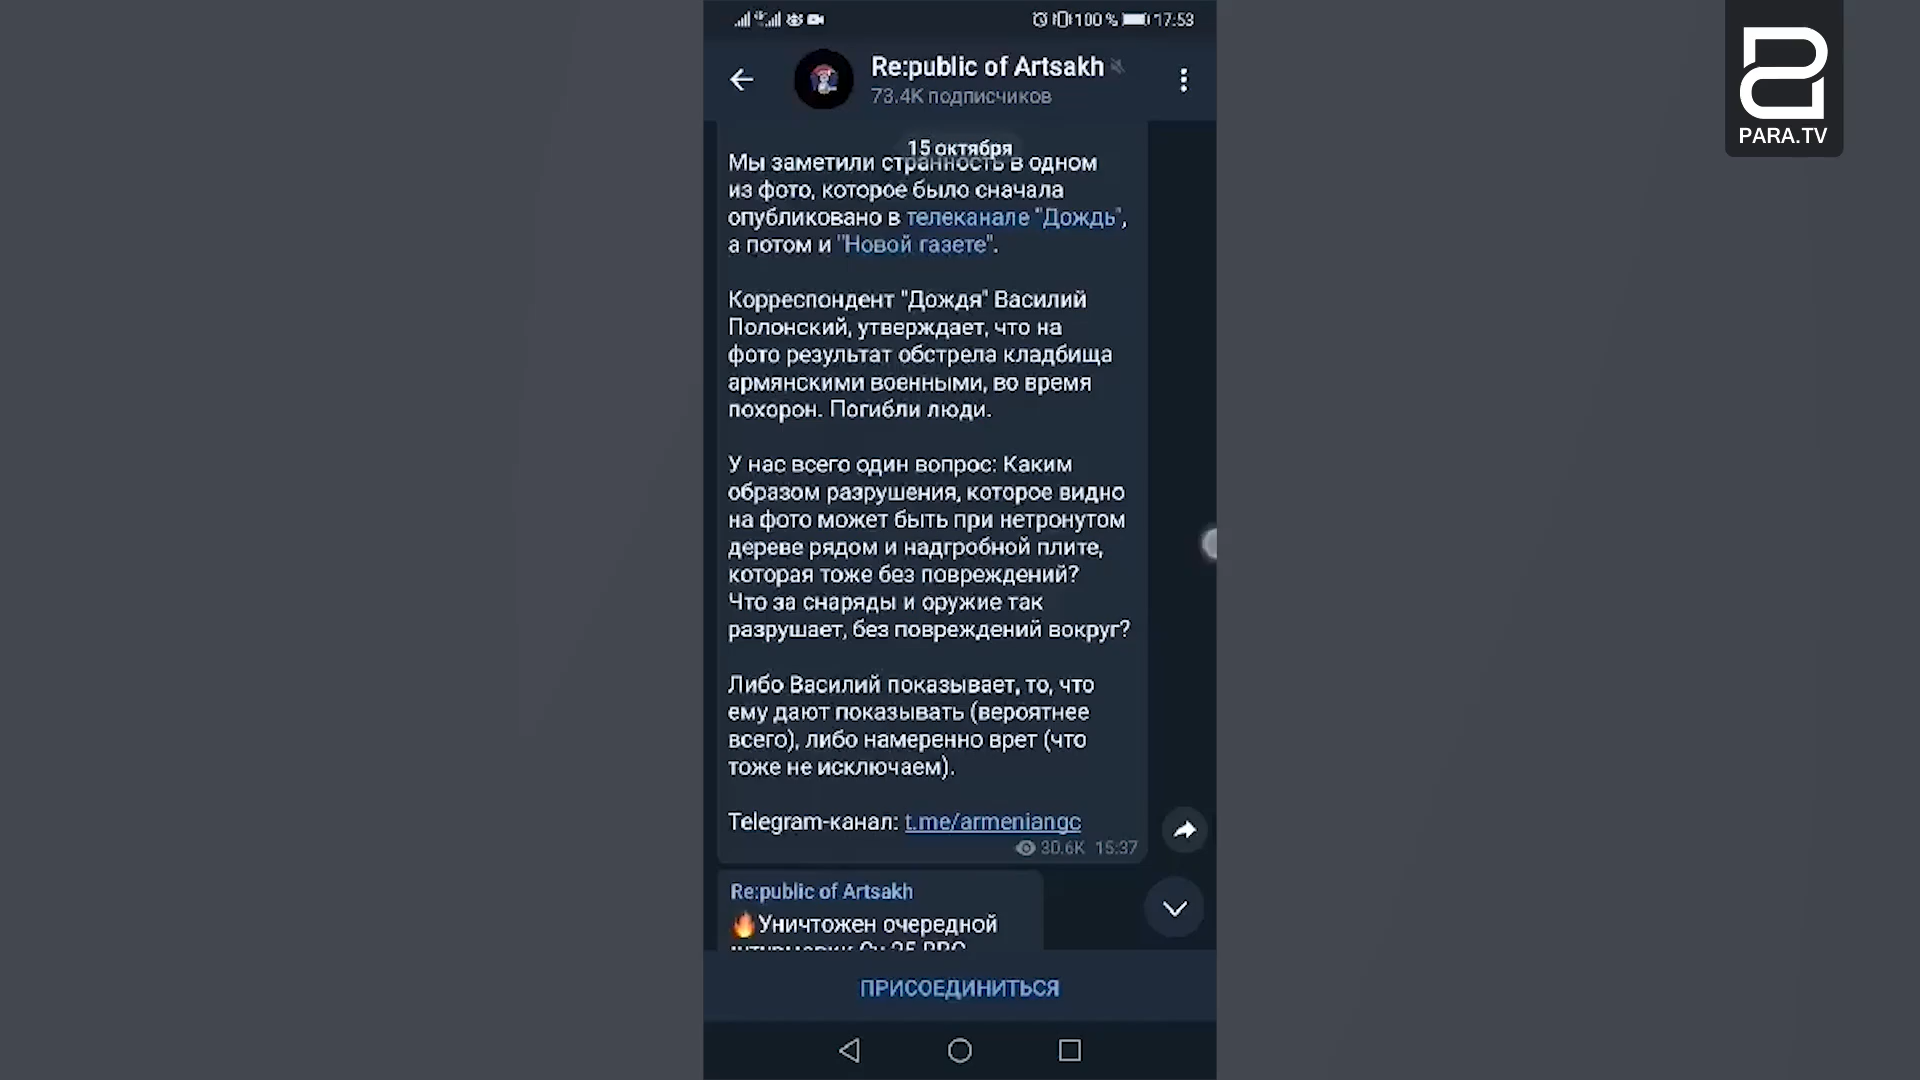 100 % 17:53
Re:public of Artsakh
73.4K подписчиков
PARA.TV
15 октября
Мы заметили странность в одном
из фото, которое было сначала
опубликовано в телеканале "Дождь",
а потом и "Новой газете".
Корреспондент "Дождя" Василий
Полонский, утверждает, что на
фото результат обстрела кладбища
армянскими военными, во время
похорон. Погибли люди.
У нас всего один вопрос: Каким
образом разрушения, которое видно
на фото может быть при нетронутом
дереве рядом и надгробной плите,
которая тоже без повреждений?
Что за снаряды и оружие так
разрушает, без повреждений вокруг?
Либо Василий показывает, то, что
ему дают показывать (вероятнее
всего), либо намеренно врет (что
тоже не исключаем).
Telegram-канал: t.me/armeniangc
30.6K 15:37
Re:public of Artsakh
Уничтожен очередной
штурмовик Су-25 ВВС
ПРИСОЕДИНИТЬСЯ